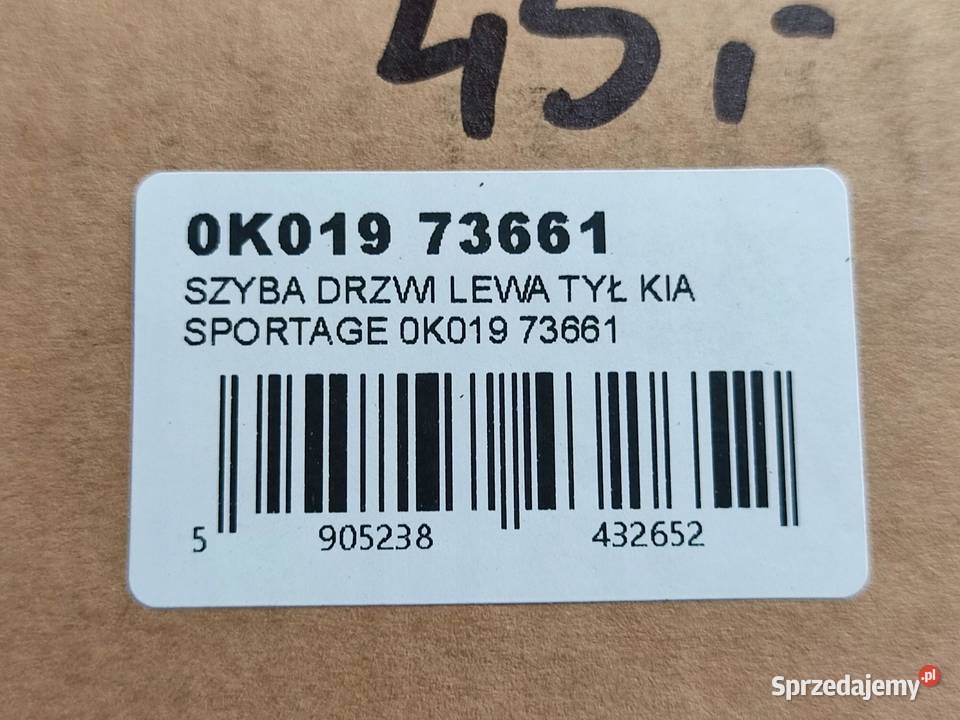 45,-
0K019 73661
SZYBA DRZWI LEWA TYŁ KIA
SPORTAGE 0K019 73661
5 905238 432652
Sprzedajemy.pl